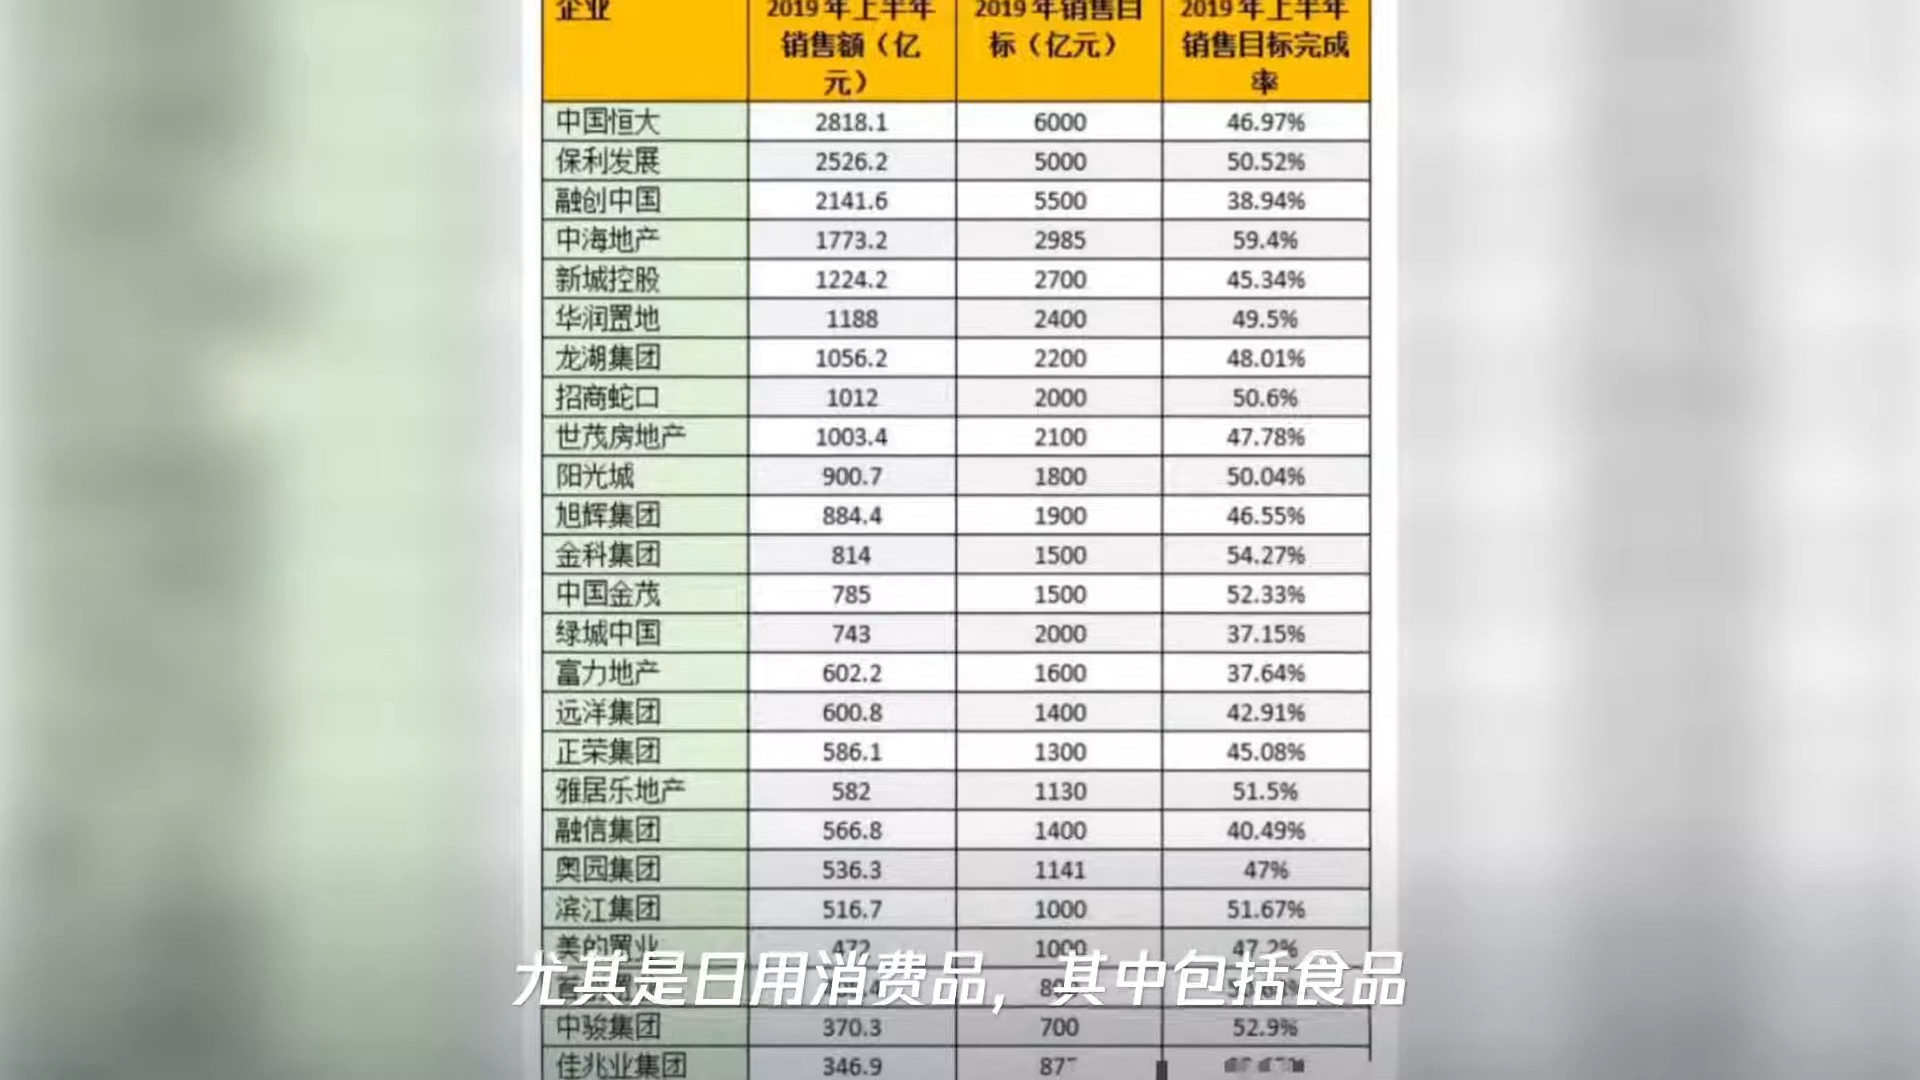 企业 2019年上半年销售额（亿元） 2019年销售目标（亿元） 2019年上半年销售目标完成率
中国恒大 2818.1 6000 46.97%
保利发展 2526.2 5000 50.52%
融创中国 2141.6 5500 38.94%
中海地产 1773.2 2985 59.4%
新城控股 1224.2 2700 45.34%
华润置地 1188 2400 49.5%
龙湖集团 1056.2 2200 48.01%
招商蛇口 1012 2000 50.6%
世茂房地产 1003.4 2100 47.78%
阳光城 900.7 1800 50.04%
旭辉集团 884.4 1900 46.55%
金科集团 814 1500 54.27%
中国金茂 785 1500 52.33%
绿城中国 743 2000 37.15%
富力地产 602.2 1600 37.64%
远洋集团 600.8 1400 42.91%
正荣集团 586.1 1300 45.08%
雅居乐地产 582 1130 51.5%
融信集团 566.8 1400 40.49%
奥园集团 536.3 1141 47%
滨江集团 516.7 1000 51.67%
美的置业 472 1000 47.2%
尤其是日用消费品，其中包括食品
中骏集团 370.3 700 52.9%
佳兆业集团 346.9